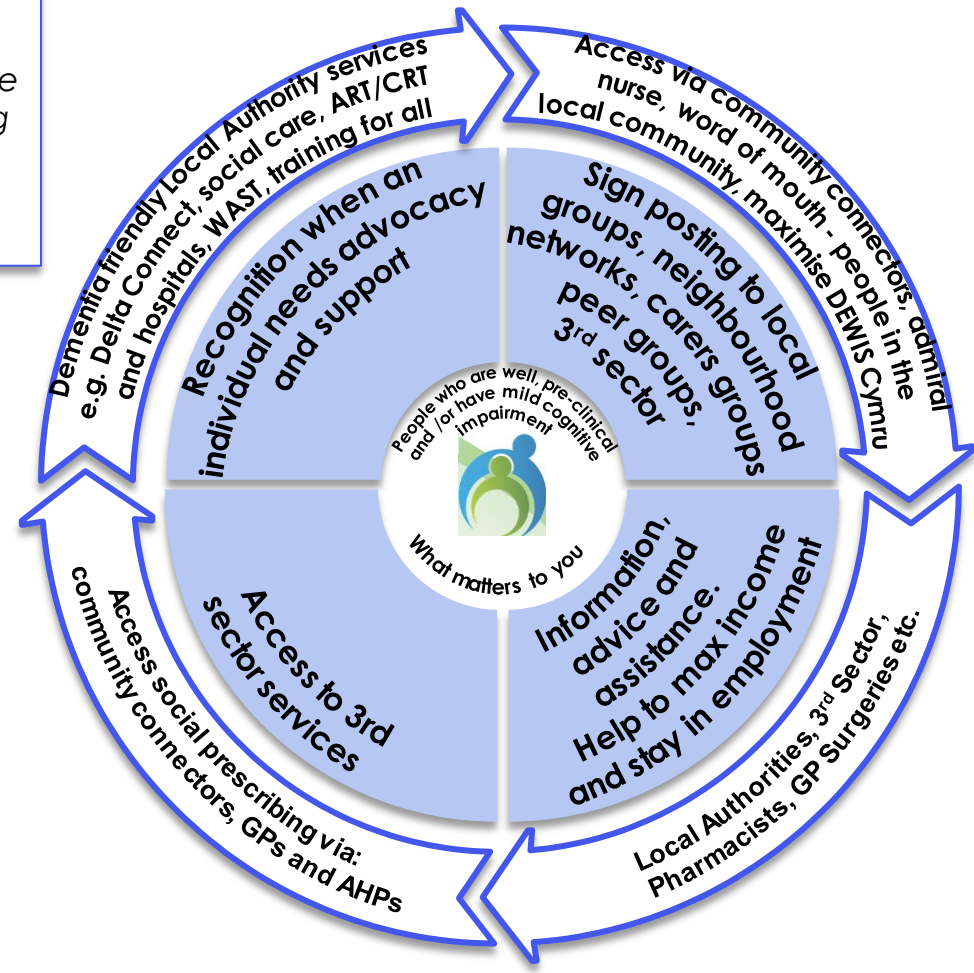 e
g
Dementia friendly Local Authority services
e.g. Delta Connect, social care, ART/CRT
and hospitals, WAST, training for all
Access via community connectors, admiral
nurse, word of mouth - people in the
local community. maximise DEWIS Cymru
Recognition when an
individual needs advocacy
and support
Sign posting to local
groups, neighbourhood
networks, carers groups
peer groups,
3rd sector
People who are well, pre-clinical
and /or have mild cognitive
impairment
What matters to you
Access to 3rd
sector services
Information,
advice and
assistance.
Help to max income
and stay in employment
Access social prescribing via:
community connectors, GPs and AHPs
Local Authorities, 3rd Sector,
Pharmacists, GP Surgeries etc.